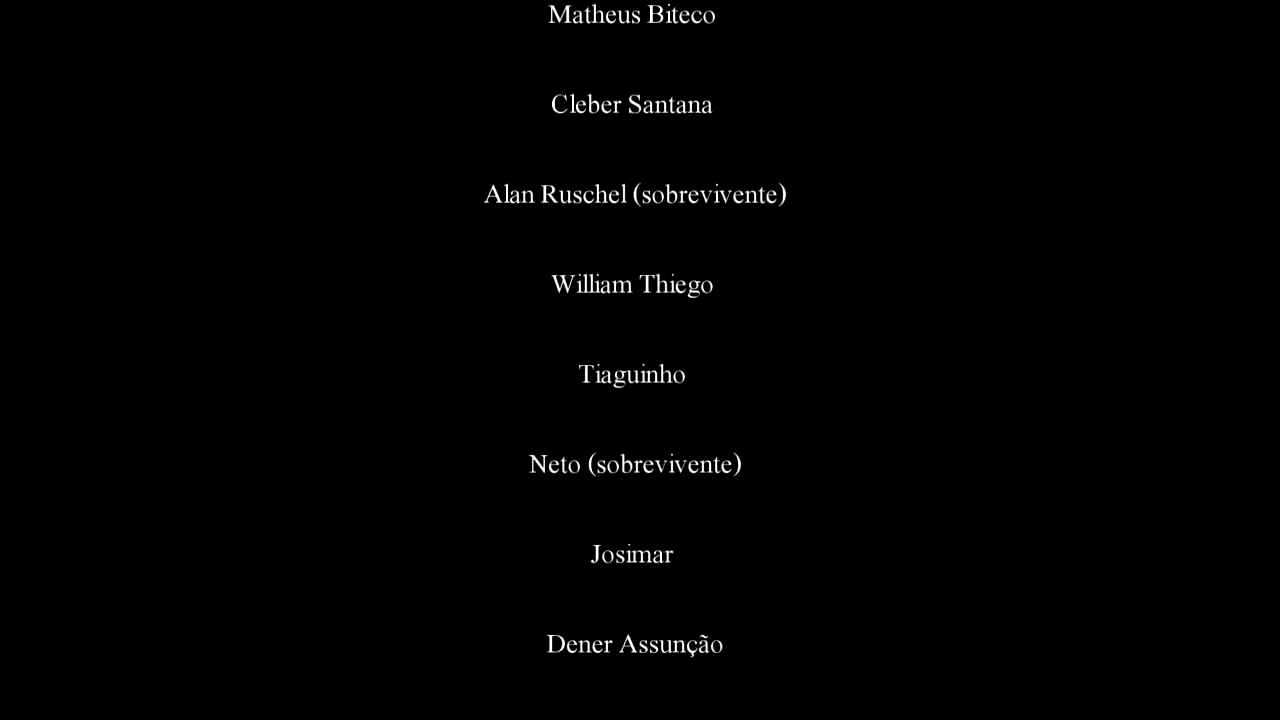 Matheus Biteco
Cleber Santana
Alan Ruschel (sobrevivente)
William Thiego
Tiaguinho
Neto (sobrevivente)
Josimar
Dener Assunção